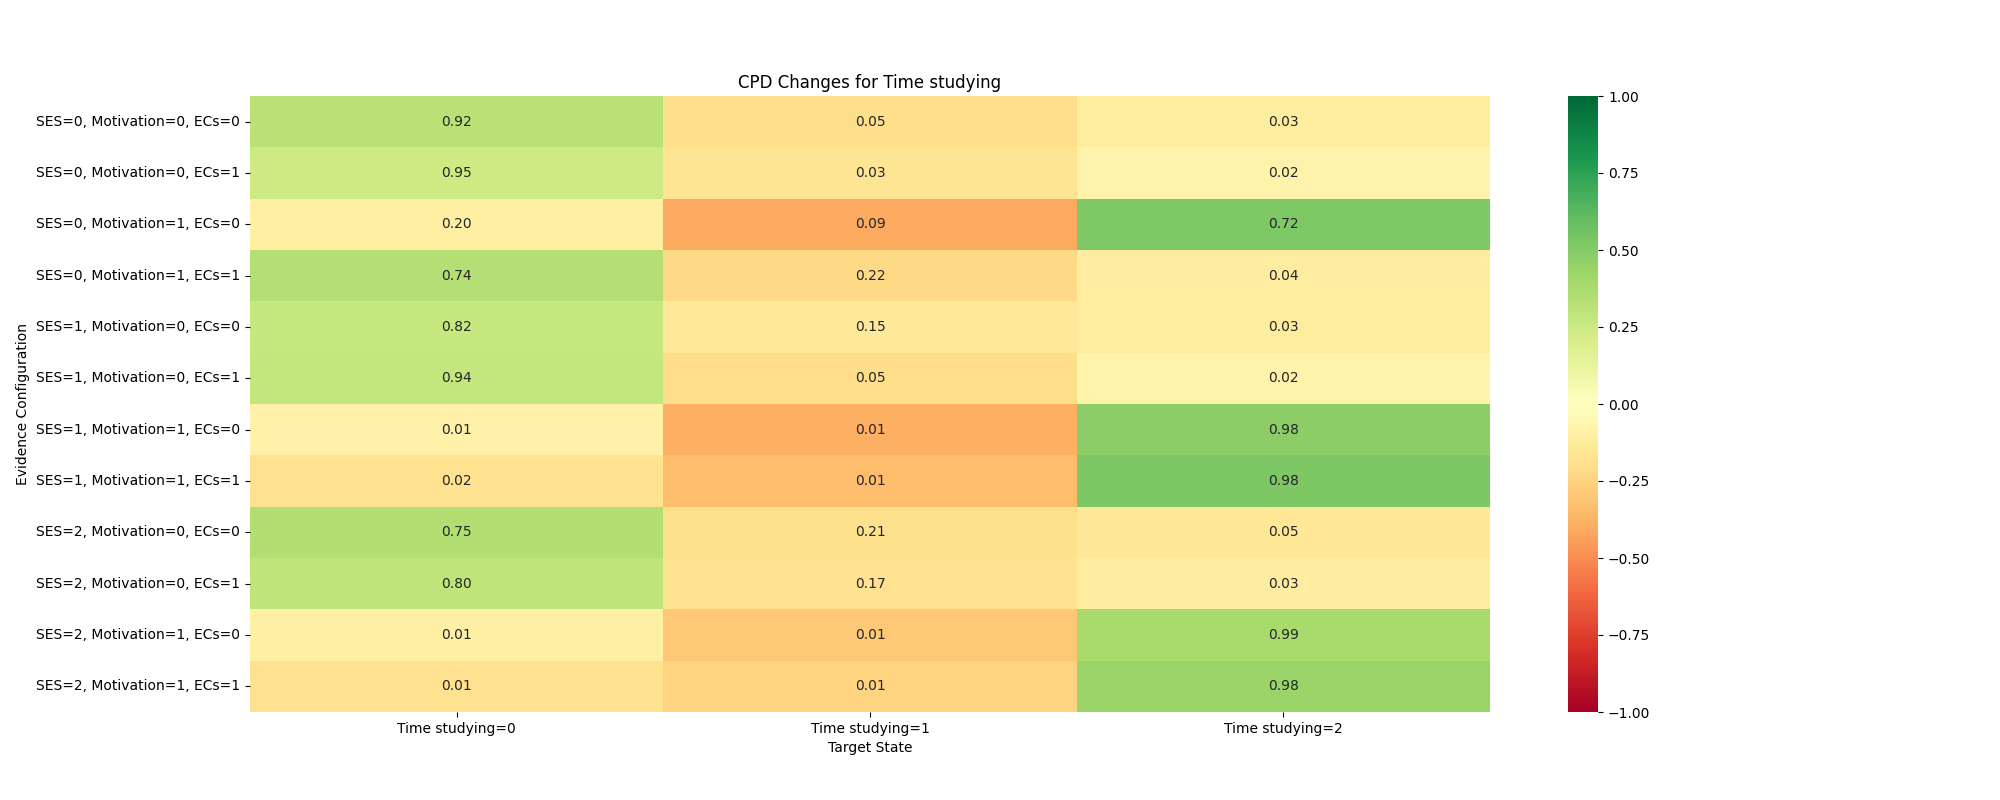 CPD Changes for Time studying
Evidence Configuration
SES=0, Motivation=0, ECs=0 0.92 0.05 0.03
SES=0, Motivation=0, ECs=1 0.95 0.03 0.02
SES=0, Motivation=1, ECs=0 0.20 0.09 0.72
SES=0, Motivation=1, ECs=1 0.74 0.22 0.04
SES=1, Motivation=0, ECs=0 0.82 0.15 0.03
SES=1, Motivation=0, ECs=1 0.94 0.05 0.02
SES=1, Motivation=1, ECs=0 0.01 0.01 0.98
SES=1, Motivation=1, ECs=1 0.02 0.01 0.98
SES=2, Motivation=0, ECs=0 0.75 0.21 0.05
SES=2, Motivation=0, ECs=1 0.80 0.17 0.03
SES=2, Motivation=1, ECs=0 0.01 0.01 0.99
SES=2, Motivation=1, ECs=1 0.01 0.01 0.98
Time studying=0 Time studying=1 Time studying=2
Target State
1.00
0.75
0.50
0.25
0.00
−0.25
−0.50
−0.75
−1.00